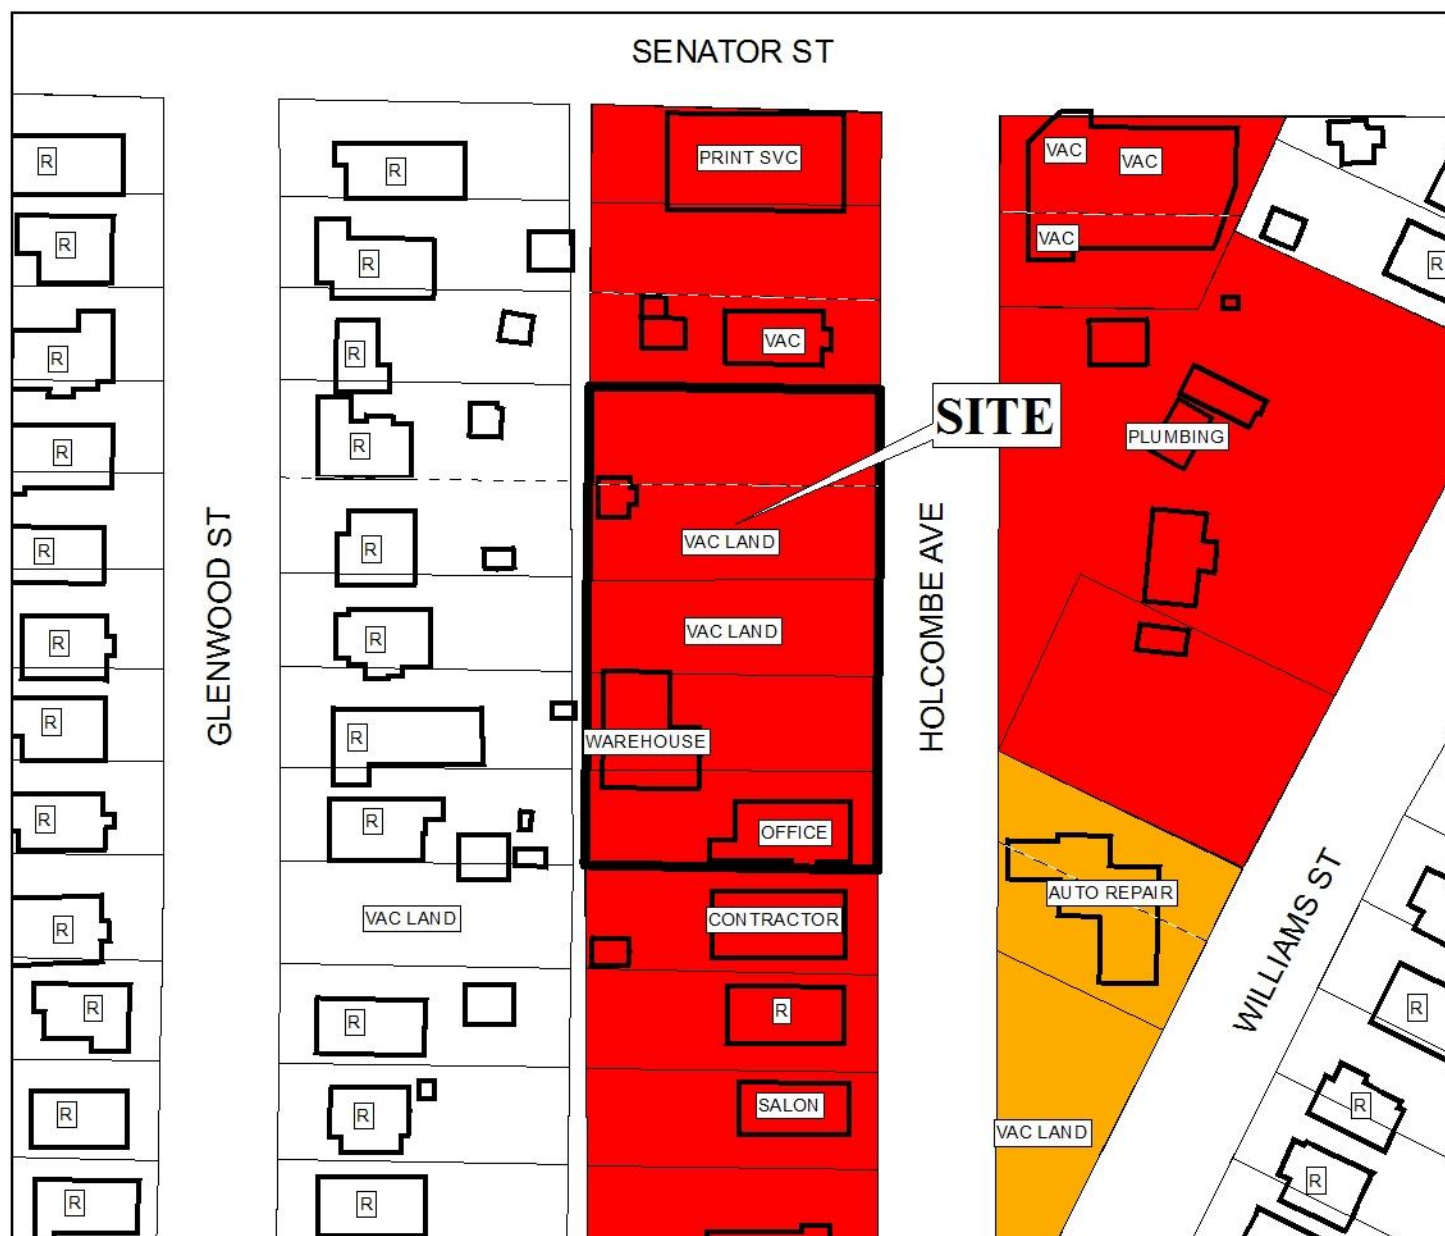 SENATOR ST
R
R
PRINT SVC
VAC
VAC
R
R
VAC
R
R
R
VAC
SITE
R
R
PLUMBING
GLENWOOD ST
HOLCOMBE AVE
R
R
VAC LAND
R
R
VAC LAND
R
R
WAREHOUSE
R
R
OFFICE
AUTO REPAIR
WILLIAMS ST
R
VAC LAND
CONTRACTOR
R
R
R
R
R
R
SALON
R
VAC LAND
R
R
R